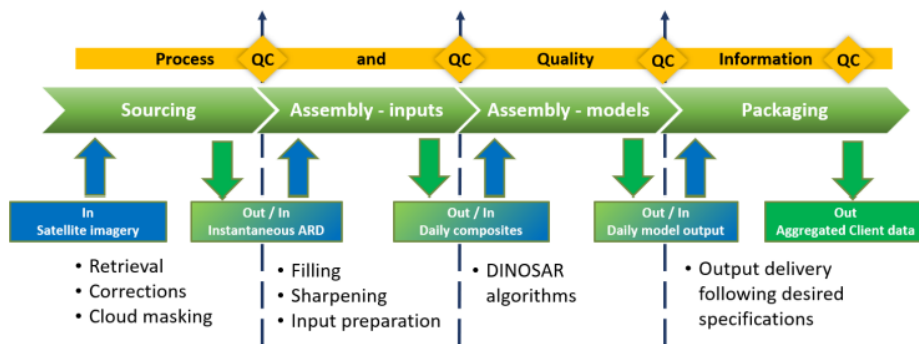 Process QC and QC Quality QC Information QC
Sourcing Assembly - inputs Assembly - models Packaging
In
Satellite imagery
Out / In
Instantaneous ARD
Out / In
Daily composites
Out / In
Daily model output
Out
Aggregated Client data
• Retrieval
• Corrections
• Cloud masking
• Filling
• Sharpening
• Input preparation
• DINOSAR
algorithms
• Output delivery
following desired
specifications